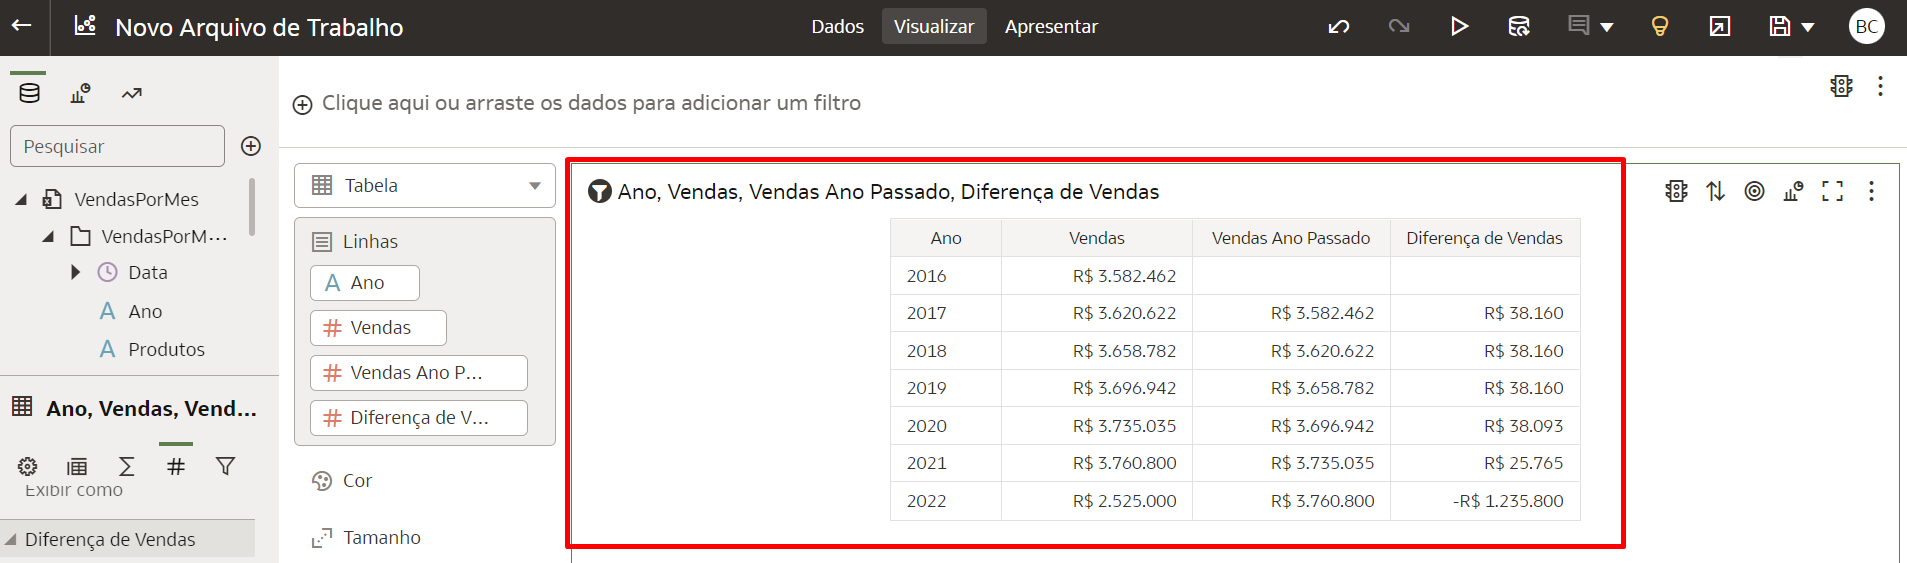 Novo Arquivo de Trabalho
Dados Visualizar Apresentar
BC
Clique aqui ou arraste os dados para adicionar um filtro
Pesquisar
VendasPorMes
VendasPorM...
Data
A Ano
A Produtos
Ano, Vendas, Vend...
Exibir como
Diferença de Vendas
Tabela
Linhas
A Ano
# Vendas
# Vendas Ano P...
# Diferença de V...
Cor
Tamanho
Ano, Vendas, Vendas Ano Passado, Diferença de Vendas
Ano Vendas Vendas Ano Passado Diferença de Vendas
2016 R$ 3.582.462
2017 R$ 3.620.622 R$ 3.582.462 R$ 38.160
2018 R$ 3.658.782 R$ 3.620.622 R$ 38.160
2019 R$ 3.696.942 R$ 3.658.782 R$ 38.160
2020 R$ 3.735.035 R$ 3.696.942 R$ 38.093
2021 R$ 3.760.800 R$ 3.735.035 R$ 25.765
2022 R$ 2.525.000 R$ 3.760.800 -R$ 1.235.800